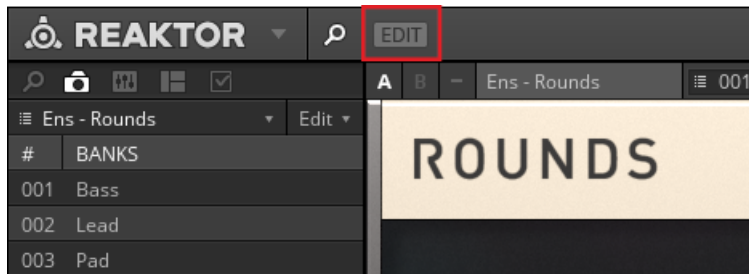 REAKTOR EDIT
A B Ens - Rounds 001
Ens - Rounds Edit
# BANKS
ROUNDS
001 Bass
002 Lead
003 Pad